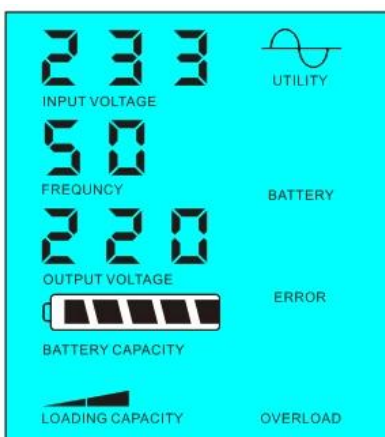 233
UTILITY
INPUT VOLTAGE
50
FREQUNCY
BATTERY
220
OUTPUT VOLTAGE
ERROR
BATTERY CAPACITY
LOADING CAPACITY
OVERLOAD